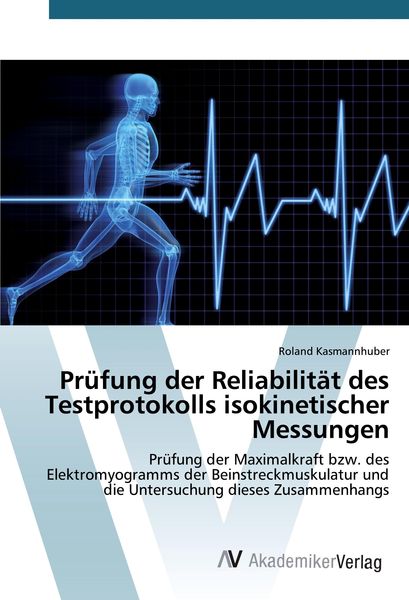 Roland Kasmannhuber
Prüfung der Reliabilität des
Testprotokolls isokinetischer
Messungen
Prüfung der Maximalkraft bzw. des
Elektromyogramms der Beinstreckmuskulatur und
die Untersuchung dieses Zusammenhangs
AV AkademikerVerlag